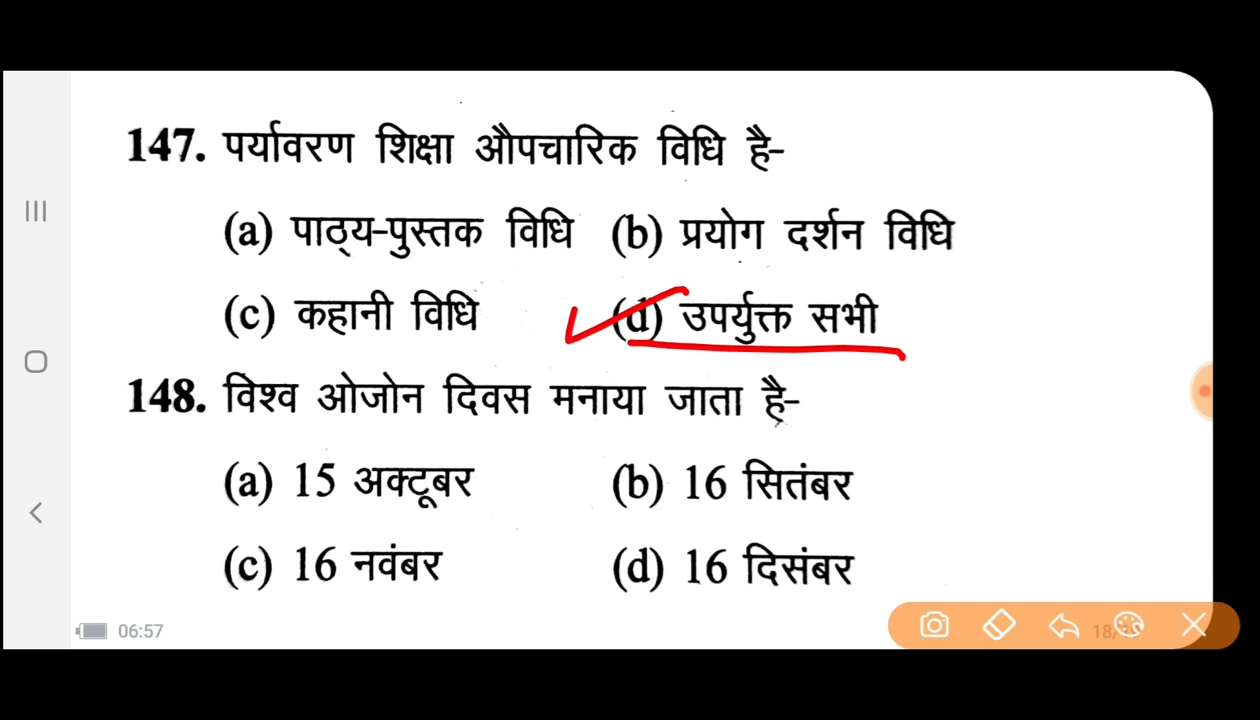 147. पर्यावरण शिक्षा औपचारिक विधि है-
(a) पाठ्य-पुस्तक विधि (b) प्रयोग दर्शन विधि
(c) कहानी विधि (d) उपर्युक्त सभी
148. विश्व ओजोन दिवस मनाया जाता है-
(a) 15 अक्टूबर (b) 16 सितंबर
(c) 16 नवंबर (d) 16 दिसंबर
06:57